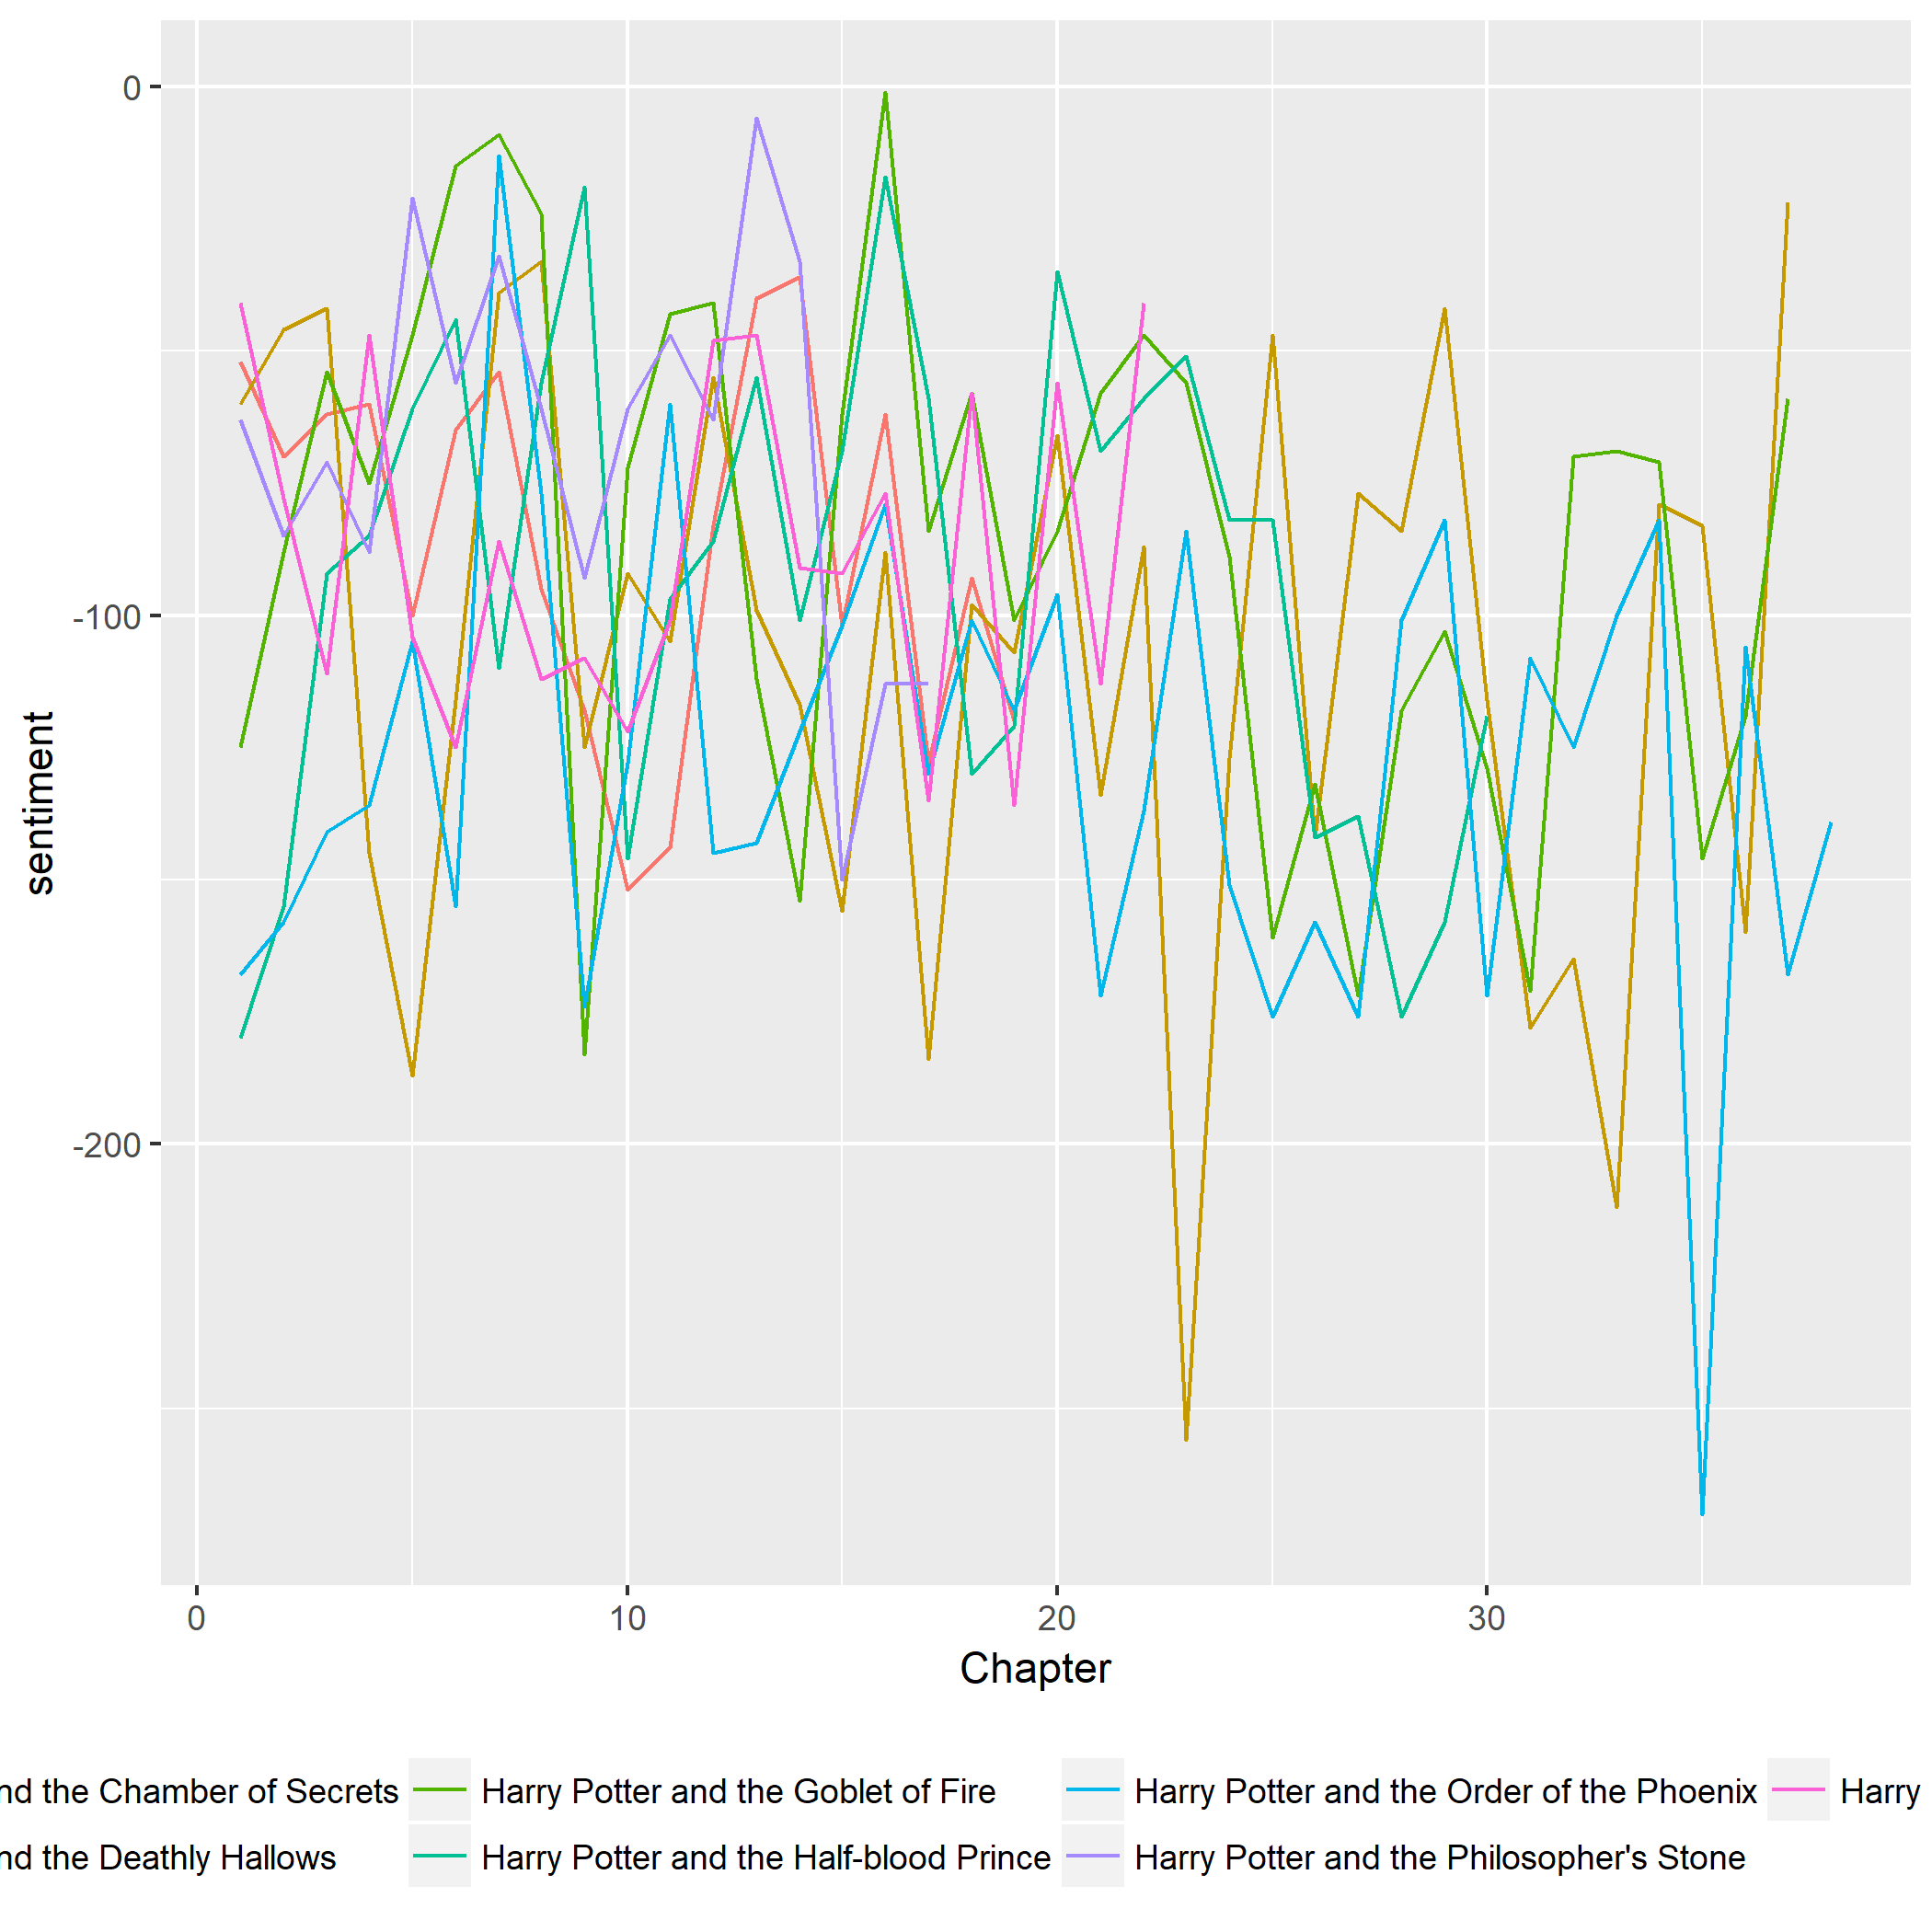 0
-100
-200
sentiment
0 10 20 30
Chapter
nd the Chamber of Secrets Harry Potter and the Goblet of Fire Harry Potter and the Order of the Phoenix Harry
nd the Deathly Hallows Harry Potter and the Half-blood Prince Harry Potter and the Philosopher's Stone